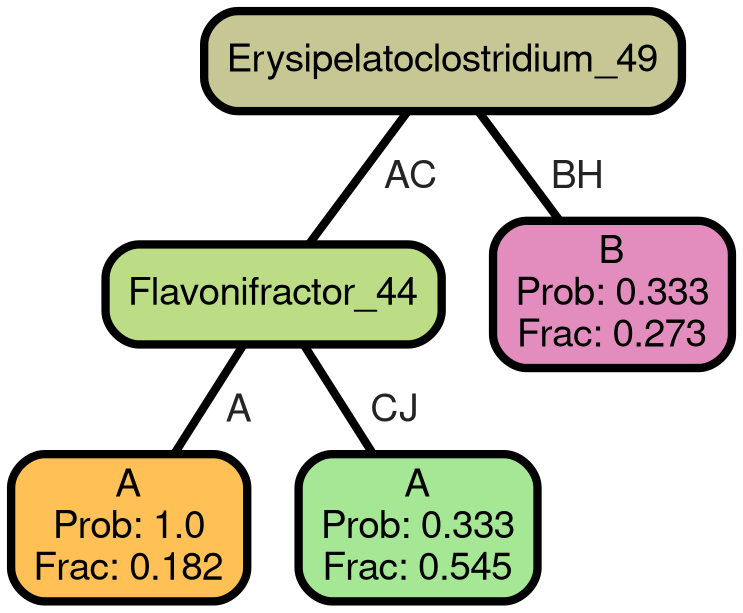 Erysipelatoclostridium_49
AC
BH
Flavonifractor_44
B
Prob: 0.333
Frac: 0.273
A
CJ
A
Prob: 1.0
Frac: 0.182
A
Prob: 0.333
Frac: 0.545